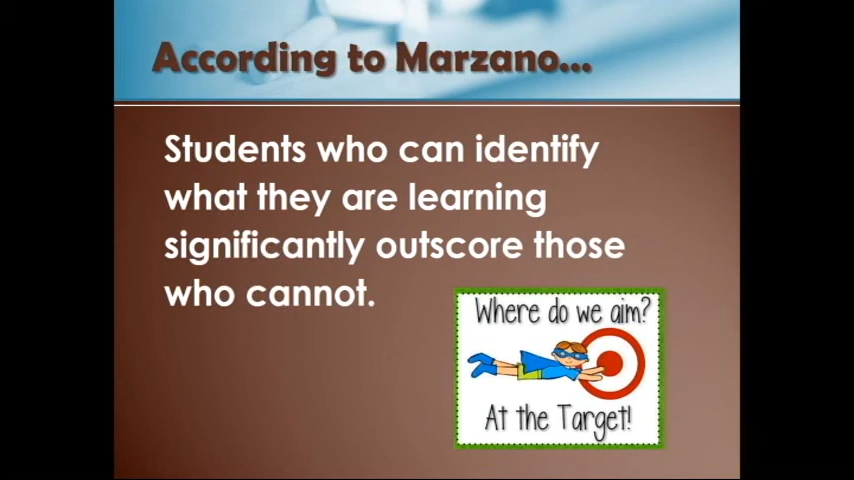 According to Marzano...
Students who can identify
what they are learning
significantly outscore those
who cannot.
Where do we aim?
At the Target!